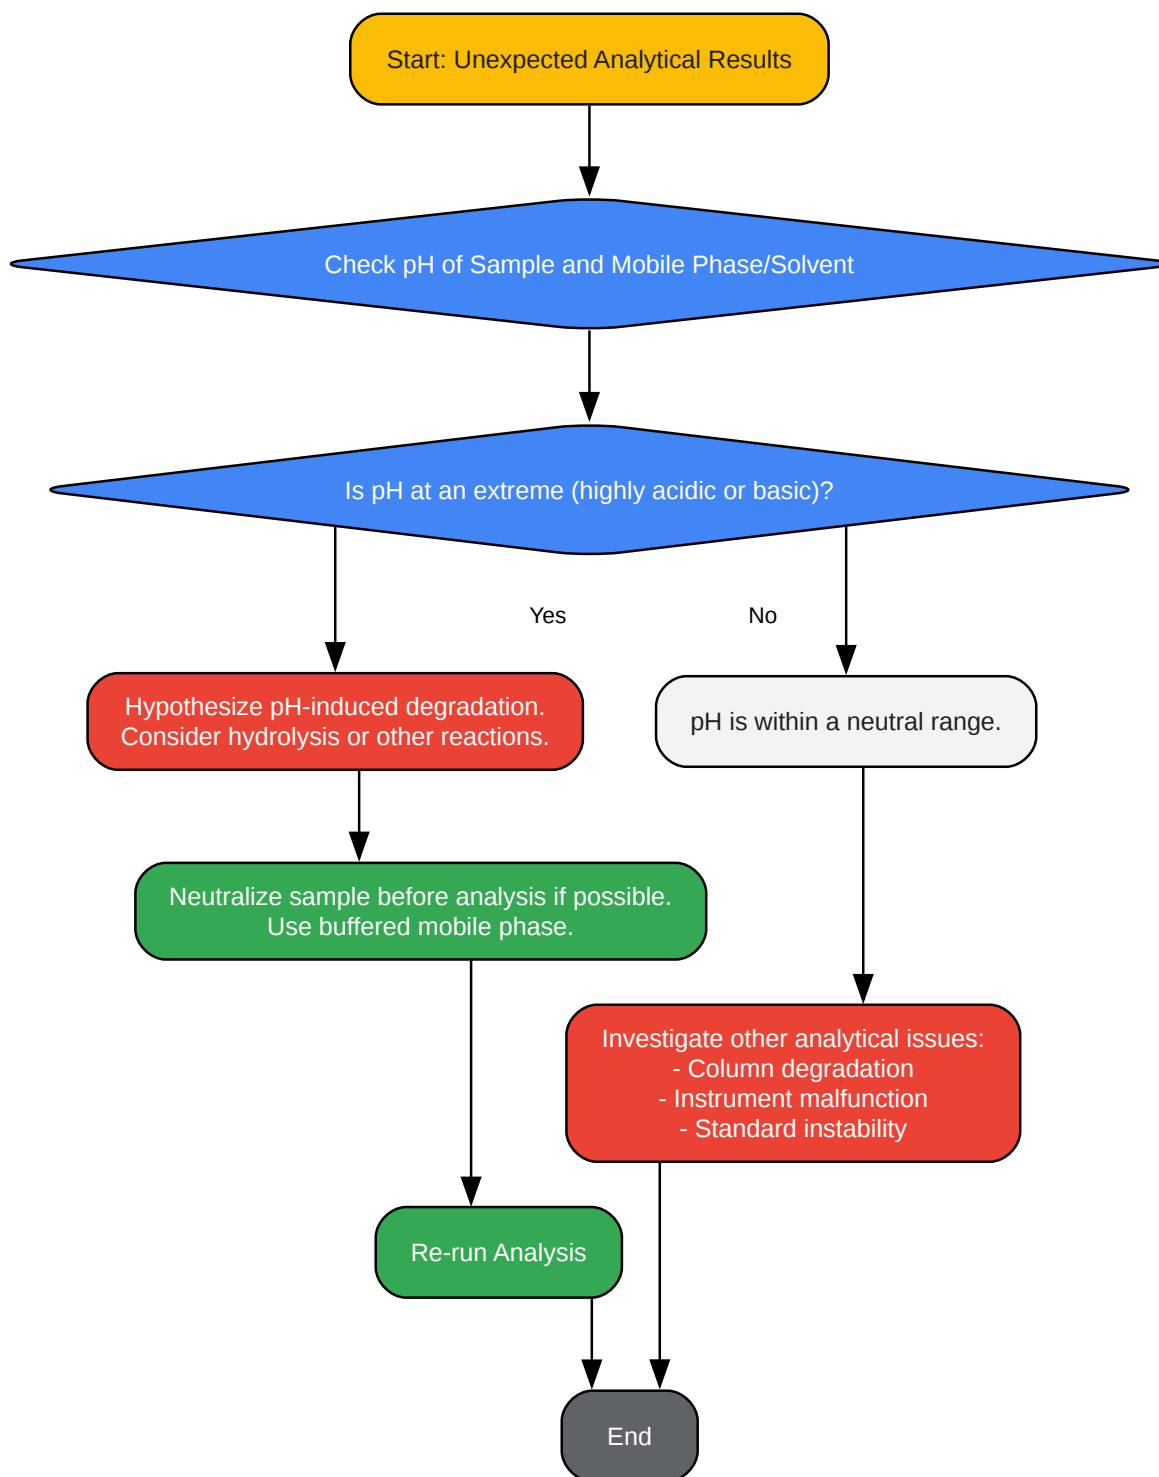 Start: Unexpected Analytical Results
Check pH of Sample and Mobile Phase/Solvent
Is pH at an extreme (highly acidic or basic)?
Yes
No
Hypothesize pH-induced degradation.
Consider hydrolysis or other reactions.
pH is within a neutral range.
Neutralize sample before analysis if possible.
Use buffered mobile phase.
Investigate other analytical issues:
- Column degradation
- Instrument malfunction
- Standard instability
Re-run Analysis
End